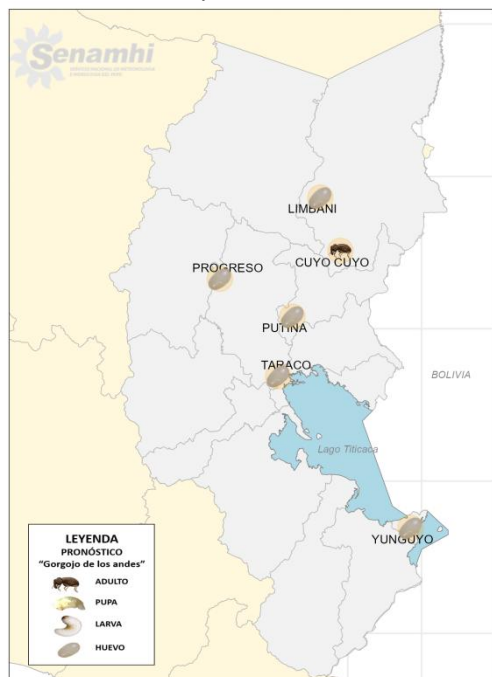 Senamhi
LIMBANI
CUYO CUYO
PROGRESO
PUTINA
TARACO
BOLIVIA
Lago Titicaca
YUNGUYO
LEYENDA
PRONÓSTICO
"Gorgojo de los andes"
ADULTO
PUPA
LARVA
HUEVO